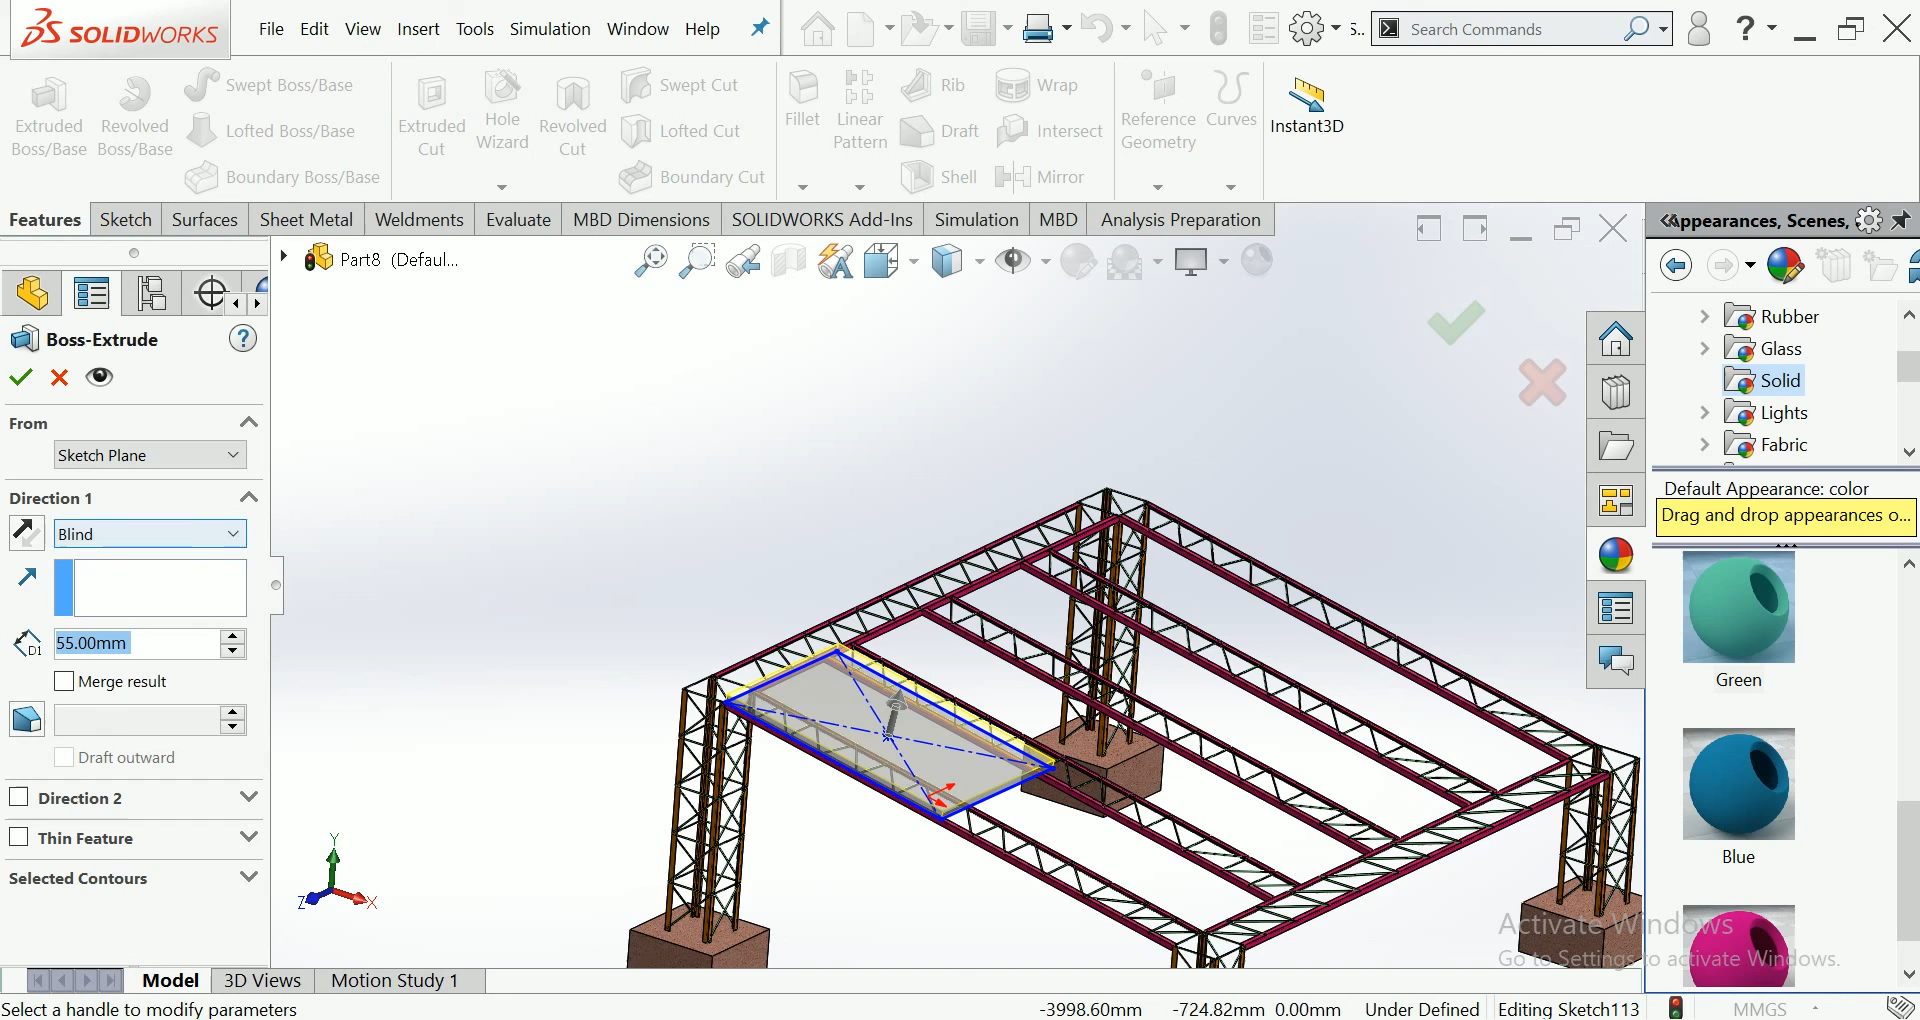 SOLIDWORKS
File Edit View Insert Tools Simulation Window Help
S..
Search Commands
Extruded Boss/Base
Revolved Boss/Base
Swept Boss/Base
Lofted Boss/Base
Boundary Boss/Base
Extruded Cut
Hole Wizard
Revolved Cut
Swept Cut
Lofted Cut
Boundary Cut
Fillet
Linear Pattern
Rib
Draft
Shell
Wrap
Intersect
Mirror
Reference Geometry
Curves
Instant3D
Features Sketch Surfaces Sheet Metal Weldments Evaluate MBD Dimensions SOLIDWORKS Add-Ins Simulation MBD Analysis Preparation
Appearances, Scenes,
Part8 (Defaul...
Boss-Extrude
From
Sketch Plane
Direction 1
Blind
D1
55.00mm
Merge result
Draft outward
Direction 2
Thin Feature
Selected Contours
Y
Z
X
Rubber
Glass
Solid
Lights
Fabric
Default Appearance: color
Drag and drop appearances o...
Green
Blue
Activate Windows
Go to Settings to activate Windows.
Model 3D Views Motion Study 1
Select a handle to modify parameters
-3998.60mm -724.82mm 0.00mm Under Defined Editing Sketch113 MMGS